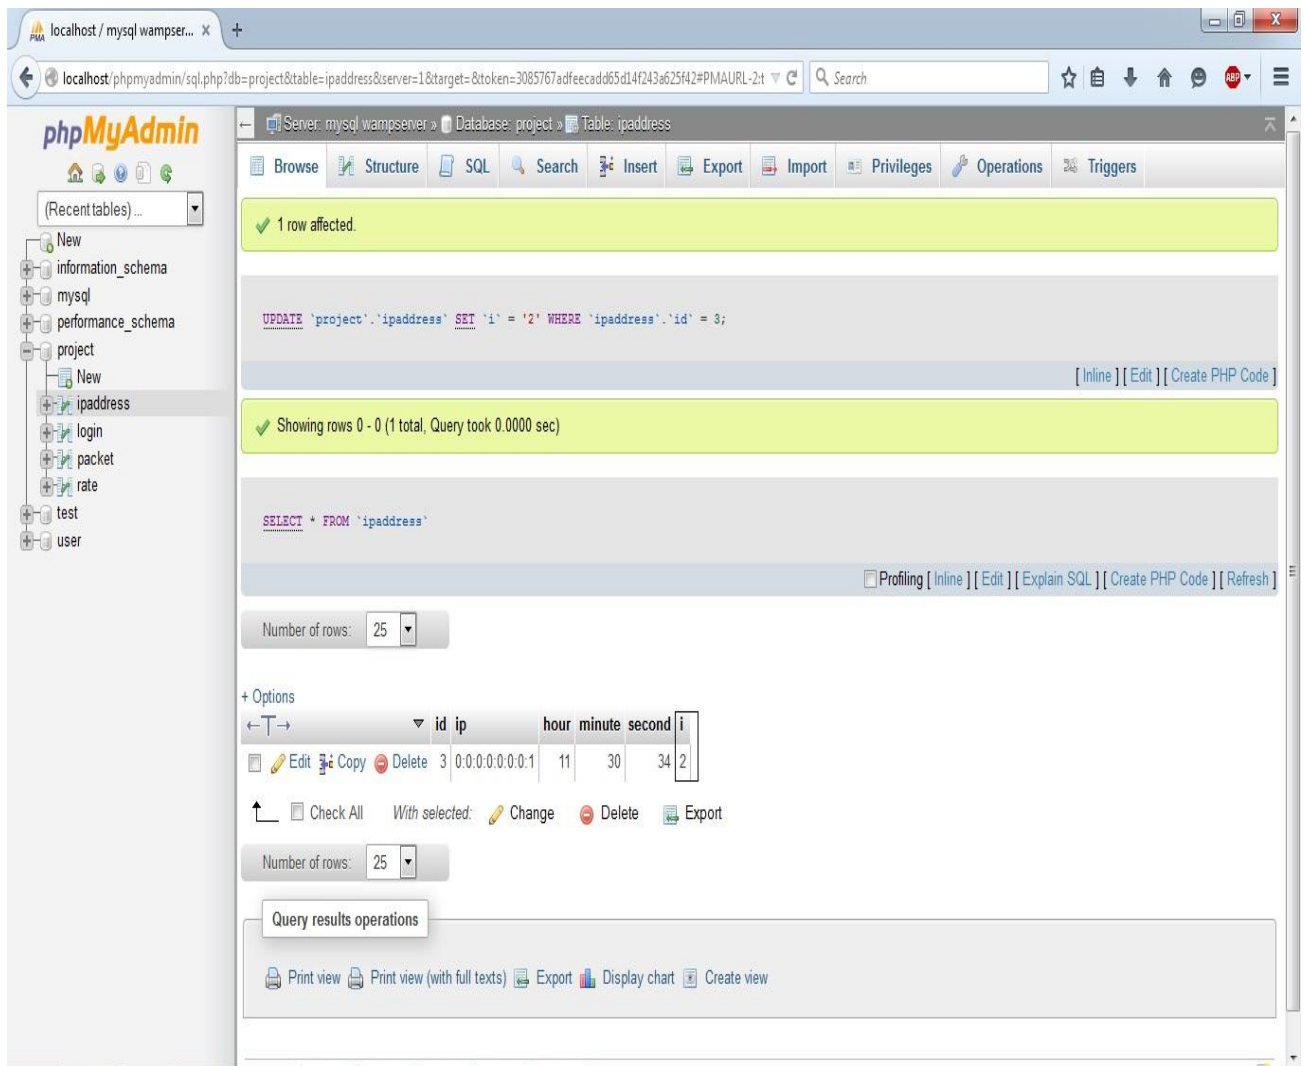 localhost / mysql wampser... x +
localhost/phpmyadmin/sql.php?db=project&table=ipaddress&server=1&target=&token=3085767adfeecadd65d14f243a625f42#PMAURL-2:t Search ABP
phpMyAdmin
(Recent tables) ...
New
information_schema
mysql
performance_schema
project
New
ipaddress
login
packet
rate
test
user
Server: mysql wampserver » Database: project » Table: ipaddress
Browse Structure SQL Search Insert Export Import Privileges Operations Triggers
1 row affected.
UPDATE `project`.`ipaddress` SET `i` = '2' WHERE `ipaddress`.`id` = 3;
[ Inline ] [ Edit ] [ Create PHP Code ]
Showing rows 0 - 0 (1 total, Query took 0.0000 sec)
SELECT * FROM `ipaddress`
Profiling [ Inline ] [ Edit ] [ Explain SQL ] [ Create PHP Code ] [ Refresh ]
Number of rows: 25
+ Options
←T→ id ip hour minute second i
Edit Copy Delete 3 0:0:0:0:0:0:0:1 11 30 34 2
Check All With selected: Change Delete Export
Number of rows: 25
Query results operations
Print view Print view (with full texts) Export Display chart Create view